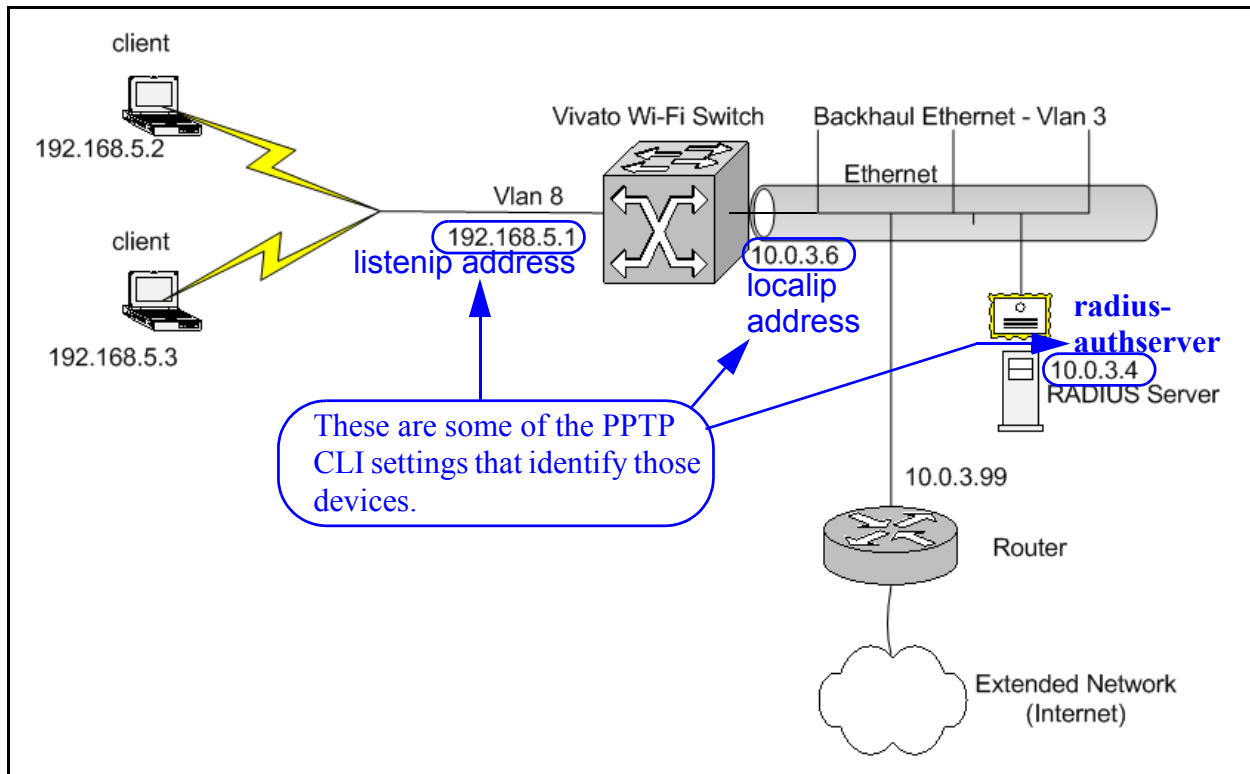 client
192.168.5.2
Vivato Wi-Fi Switch
Backhaul Ethernet - Vlan 3
Ethernet
Vlan 8
client
192.168.5.1
listenip address
10.0.3.6
localip
address
192.168.5.3
radius-
authserver
10.0.3.4
RADIUS Server
These are some of the PPTP
CLI settings that identify those
devices.
10.0.3.99
Router
Extended Network
(Internet)